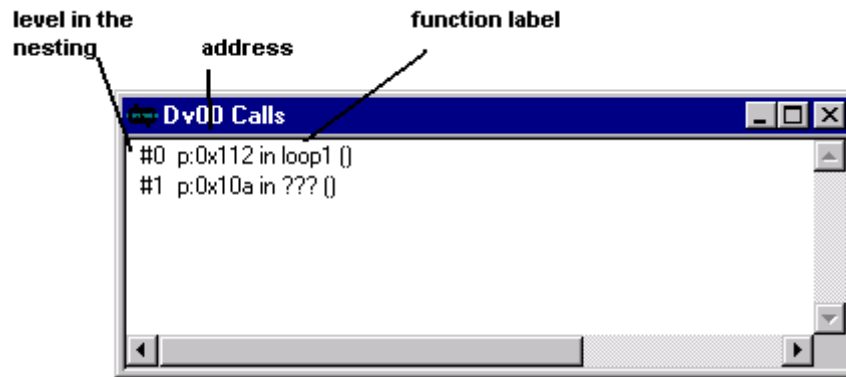 level in the
nesting
address
function label
Dv00 Calls
#0 p:0x112 in loop1 ()
#1 p:0x10a in ??? ()